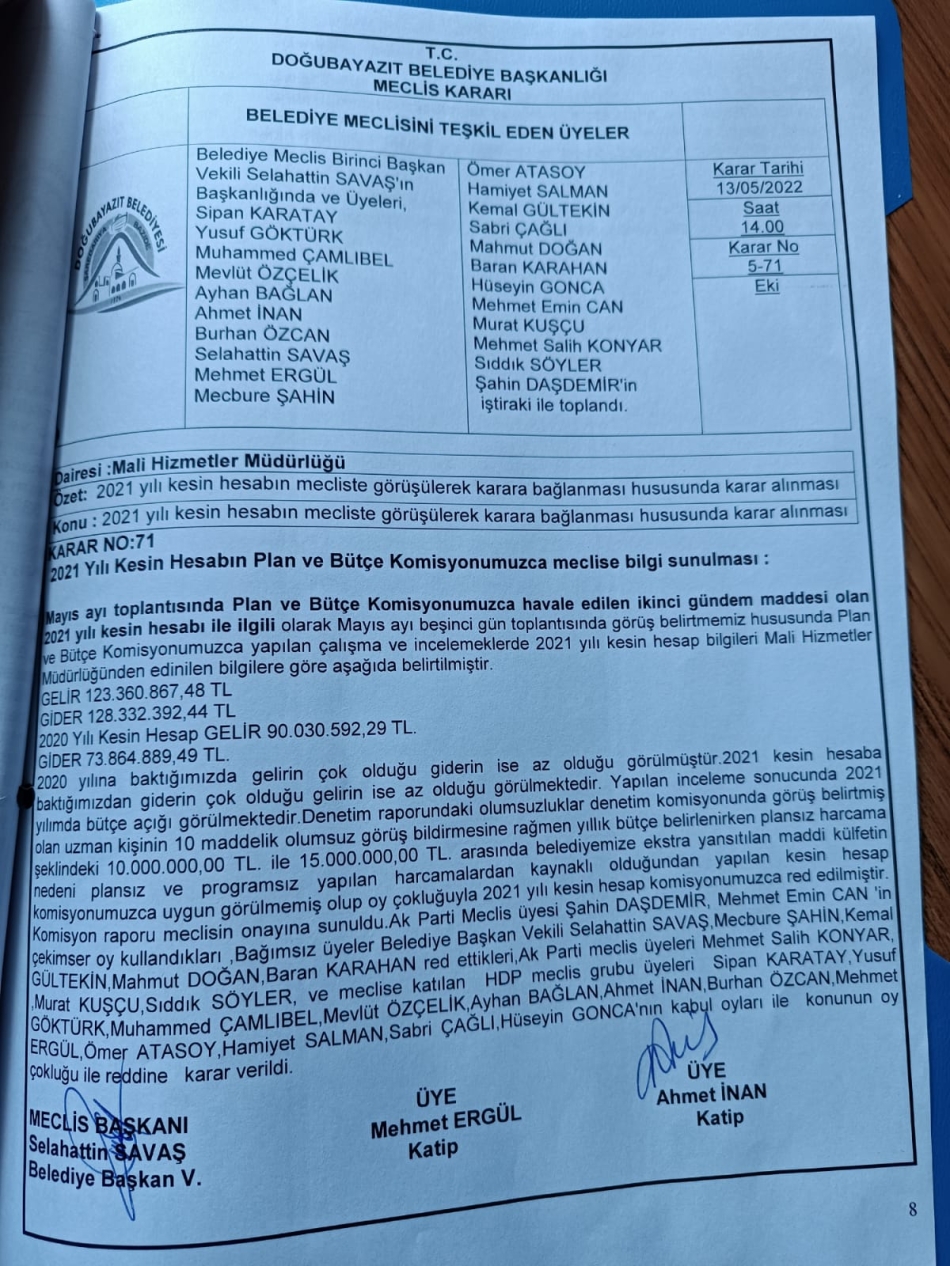 T.C.
DOĞUBAYAZIT BELEDİYE BAŞKANLIĞI
MECLİS KARARI
BELEDİYE MECLİSİNİ TEŞKİL EDEN ÜYELER
DOĞUBAYAZIT BELEDİYESİ
Belediye Meclis Birinci Başkan
Vekili Selahattin SAVAŞ'ın
Başkanlığında ve Üyeleri,
Sipan KARATAY
Yusuf GÖKTÜRK
Muhammed ÇAMLIBEL
Mevlüt ÖZÇELİK
Ayhan BAĞLAN
Ahmet İNAN
Burhan ÖZCAN
Selahattin SAVAŞ
Mehmet ERGÜL
Mecbure ŞAHİN
Ömer ATASOY
Hamiyet SALMAN
Kemal GÜLTEKİN
Sabri ÇAĞLI
Mahmut DOĞAN
Baran KARAHAN
Hüseyin GONCA
Mehmet Emin CAN
Murat KUŞÇU
Mehmet Salih KONYAR
Sıddık SÖYLER
Şahin DAŞDEMİR'in
iştiraki ile toplandı.
Karar Tarihi
13/05/2022
Saat
14.00
Karar No
5-71
Eki
Dairesi :Mali Hizmetler Müdürlüğü
Özet: 2021 yılı kesin hesabın mecliste görüşülerek karara bağlanması hususunda karar alınması
Konu : 2021 yılı kesin hesabın mecliste görüşülerek karara bağlanması hususunda karar alınması
KARAR NO:71
2021 Yılı Kesin Hesabın Plan ve Bütçe Komisyonumuzca meclise bilgi sunulması :
Mayıs ayı toplantısında Plan ve Bütçe Komisyonumuzca havale edilen ikinci gündem maddesi olan
2021 yılı kesin hesabı ile ilgili olarak Mayıs ayı beşinci gün toplantısında görüş belirtmemiz hususunda Plan
ve Bütçe Komisyonumuzca yapılan çalışma ve incelemeklerde 2021 yılı kesin hesap bilgileri Mali Hizmetler
Müdürlüğünden edinilen bilgilere göre aşağıda belirtilmiştir.
GELİR 123.360.867,48 TL
GİDER 128.332.392,44 TL
2020 Yılı Kesin Hesap GELİR 90.030.592,29 TL.
GİDER 73.864.889,49 TL.
2020 yılına baktığımızda gelirin çok olduğu giderin ise az olduğu görülmüştür.2021 kesin hesaba
baktığımızdan giderin çok olduğu gelirin ise az olduğu görülmektedir. Yapılan inceleme sonucunda 2021
yılımda bütçe açığı görülmektedir.Denetim raporundaki olumsuzluklar denetim komisyonunda görüş belirtmiş
olan uzman kişinin 10 maddelik olumsuz görüş bildirmesine rağmen yıllık bütçe belirlenirken plansız harcama
şeklindeki 10.000.000,00 TL. ile 15.000.000,00 TL. arasında belediyemize ekstra yansıtılan maddi külfetin
nedeni plansız ve programsız yapılan harcamalardan kaynaklı olduğundan yapılan kesin hesap
komisyonumuzca uygun görülmemiş olup oy çokluğuyla 2021 yılı kesin hesap komisyonumuzca red edilmiştir.
Komisyon raporu meclisin onayına sunuldu.Ak Parti Meclis üyesi Şahin DAŞDEMİR, Mehmet Emin CAN 'in
çekimser oy kullandıkları ,Bağımsız üyeler Belediye Başkan Vekili Selahattin SAVAŞ,Mecbure ŞAHİN,Kemal
GÜLTEKİN,Mahmut DOĞAN,Baran KARAHAN red ettikleri,Ak Parti meclis üyeleri Mehmet Salih KONYAR,
,Murat KUŞÇU,Sıddık SÖYLER, ve meclise katılan HDP meclis grubu üyeleri Sipan KARATAY,Yusuf
GÖKTÜRK,Muhammed ÇAMLIBEL,Mevlüt ÖZÇELİK,Ayhan BAĞLAN,Ahmet İNAN,Burhan ÖZCAN,Mehmet
ERGÜL,Ömer ATASOY,Hamiyet SALMAN,Sabri ÇAĞLI,Hüseyin GONCA'nın kabul oyları ile konunun oy
çokluğu ile reddine karar verildi.
MECLİS BAŞKANI
Selahattin SAVAŞ
Belediye Başkan V.
ÜYE
Mehmet ERGÜL
Katip
ÜYE
Ahmet İNAN
Katip
8